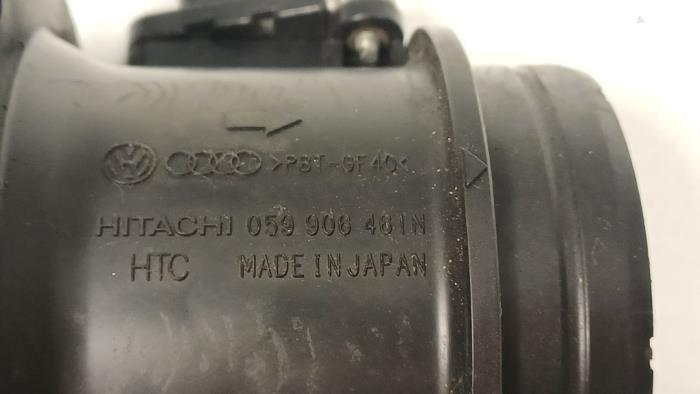 >PBT-GF40<
HITACHI 059 906 461N
HTC MADE IN JAPAN